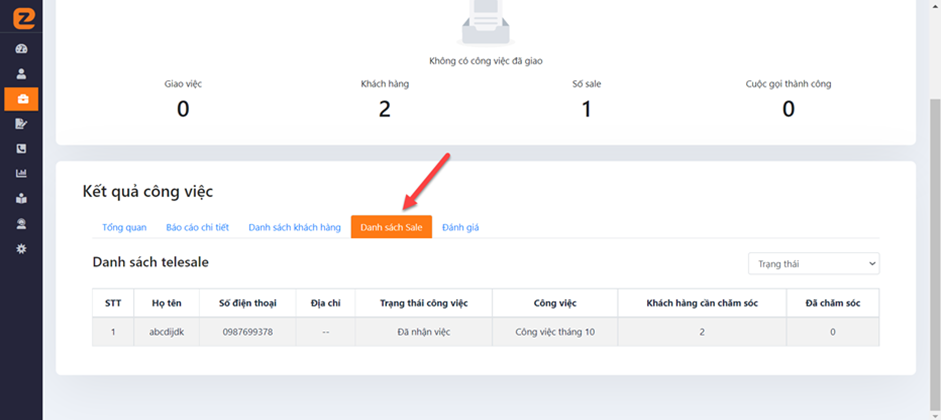 Không có công việc đã giao
Giao việc Khách hàng Số sale Cuộc gọi thành công
0 2 1 0
Kết quả công việc
Tổng quan Báo cáo chi tiết Danh sách khách hàng Danh sách Sale Đánh giá
Danh sách telesale Trạng thái
STT Họ tên Số điện thoại Địa chỉ Trạng thái công việc Công việc Khách hàng cần chăm sóc Đã chăm sóc
1 abcdijdk 0987699378 -- Đã nhận việc Công việc tháng 10 2 0